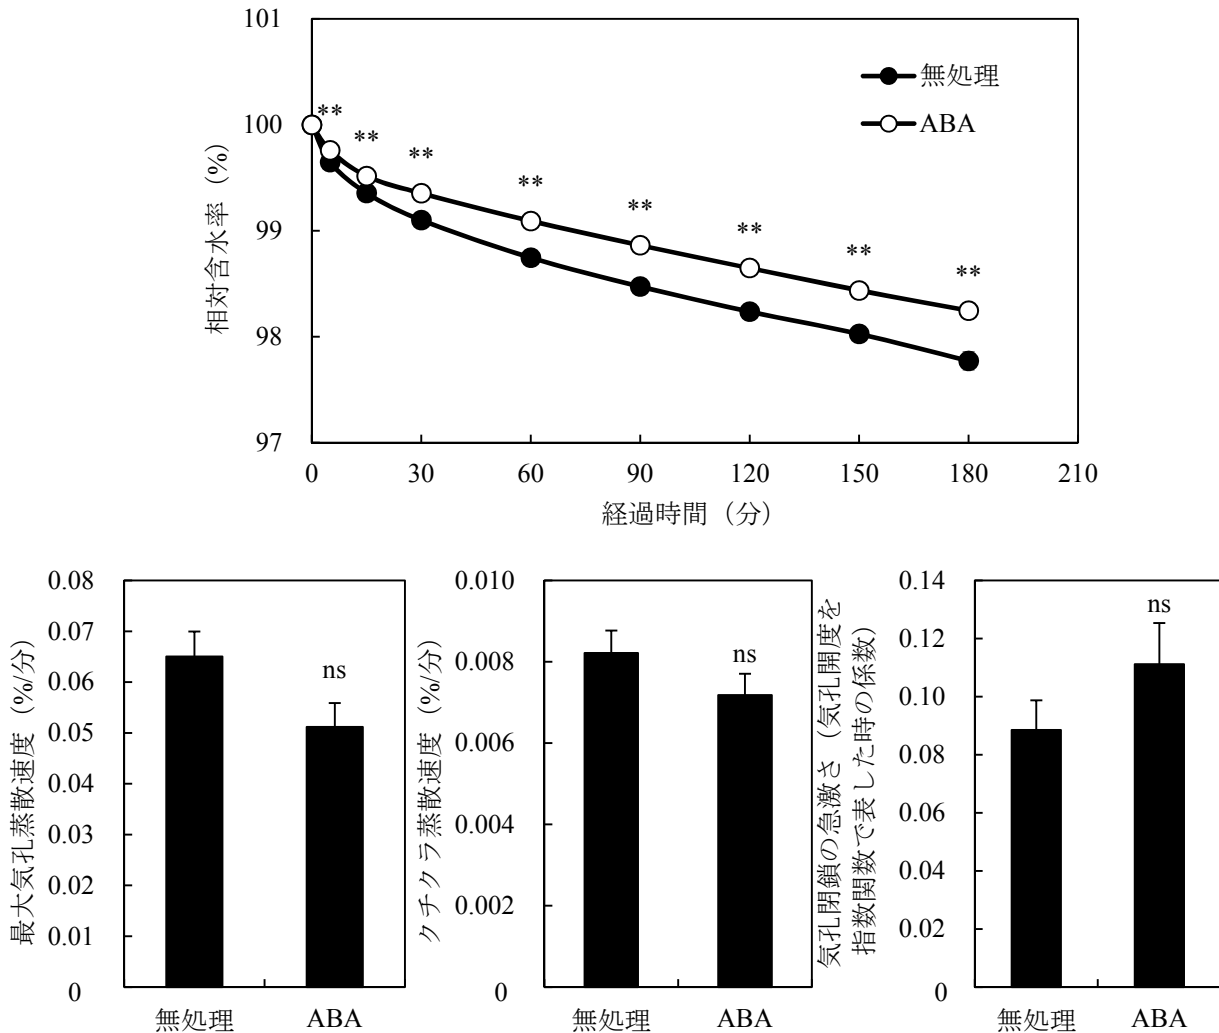 101
100
99
98
97
相対含水率（%）
無処理
ABA
**
**
**
**
**
**
**
**
0
30
60
90
120
150
180
210
経過時間（分）
最大気孔蒸散速度（%/分）
0.08
0.07
0.06
0.05
0.04
0.03
0.02
0.01
0
ns
無処理
ABA
クチクラ蒸散速度（%/分）
0.010
0.008
0.006
0.004
0.002
0
ns
無処理
ABA
気孔閉鎖の急激さ（気孔開度を
指数関数で表した時の係数）
0.14
0.12
0.10
0.08
0.06
0.04
0.02
0
ns
無処理
ABA